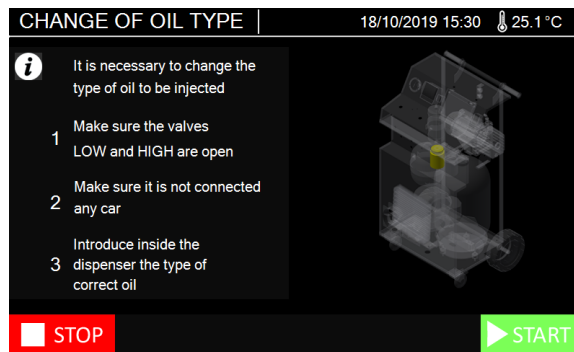 CHANGE OF OIL TYPE
18/10/2019 15:30 25.1°C
i
It is necessary to change the
type of oil to be injected
1
Make sure the valves
LOW and HIGH are open
2
Make sure it is not connected
any car
3
Introduce inside the
dispenser the type of
correct oil
STOP
START